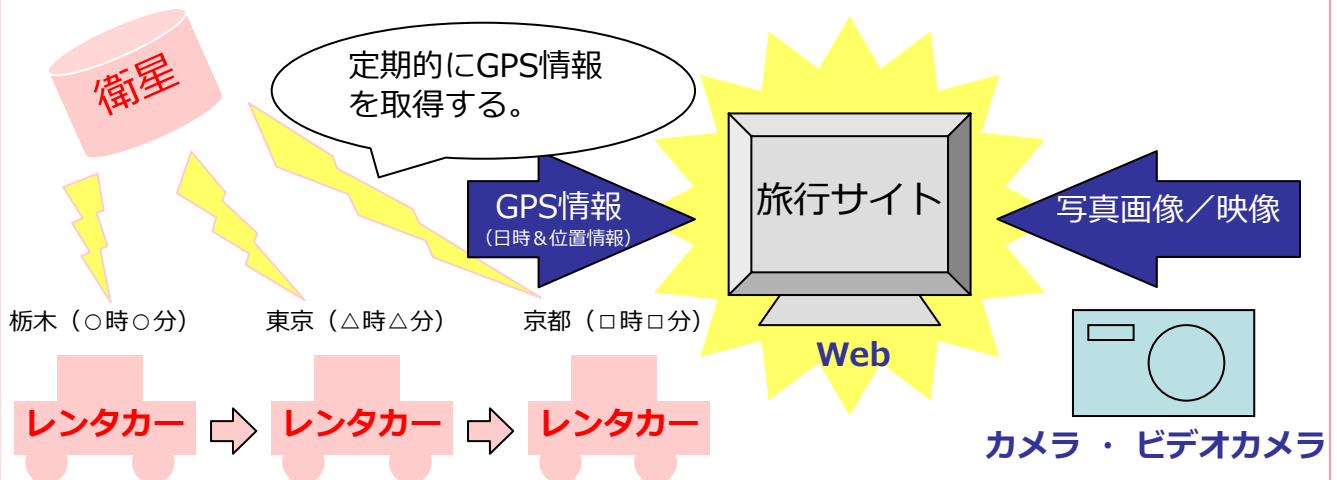 衛星
定期的にGPS情報
を取得する。
GPS情報
（日時＆位置情報）
旅行サイト
写真画像／映像
栃木（○時○分）
東京（△時△分）
京都（□時□分）
Web
レンタカー
レンタカー
レンタカー
カメラ ・ ビデオカメラ